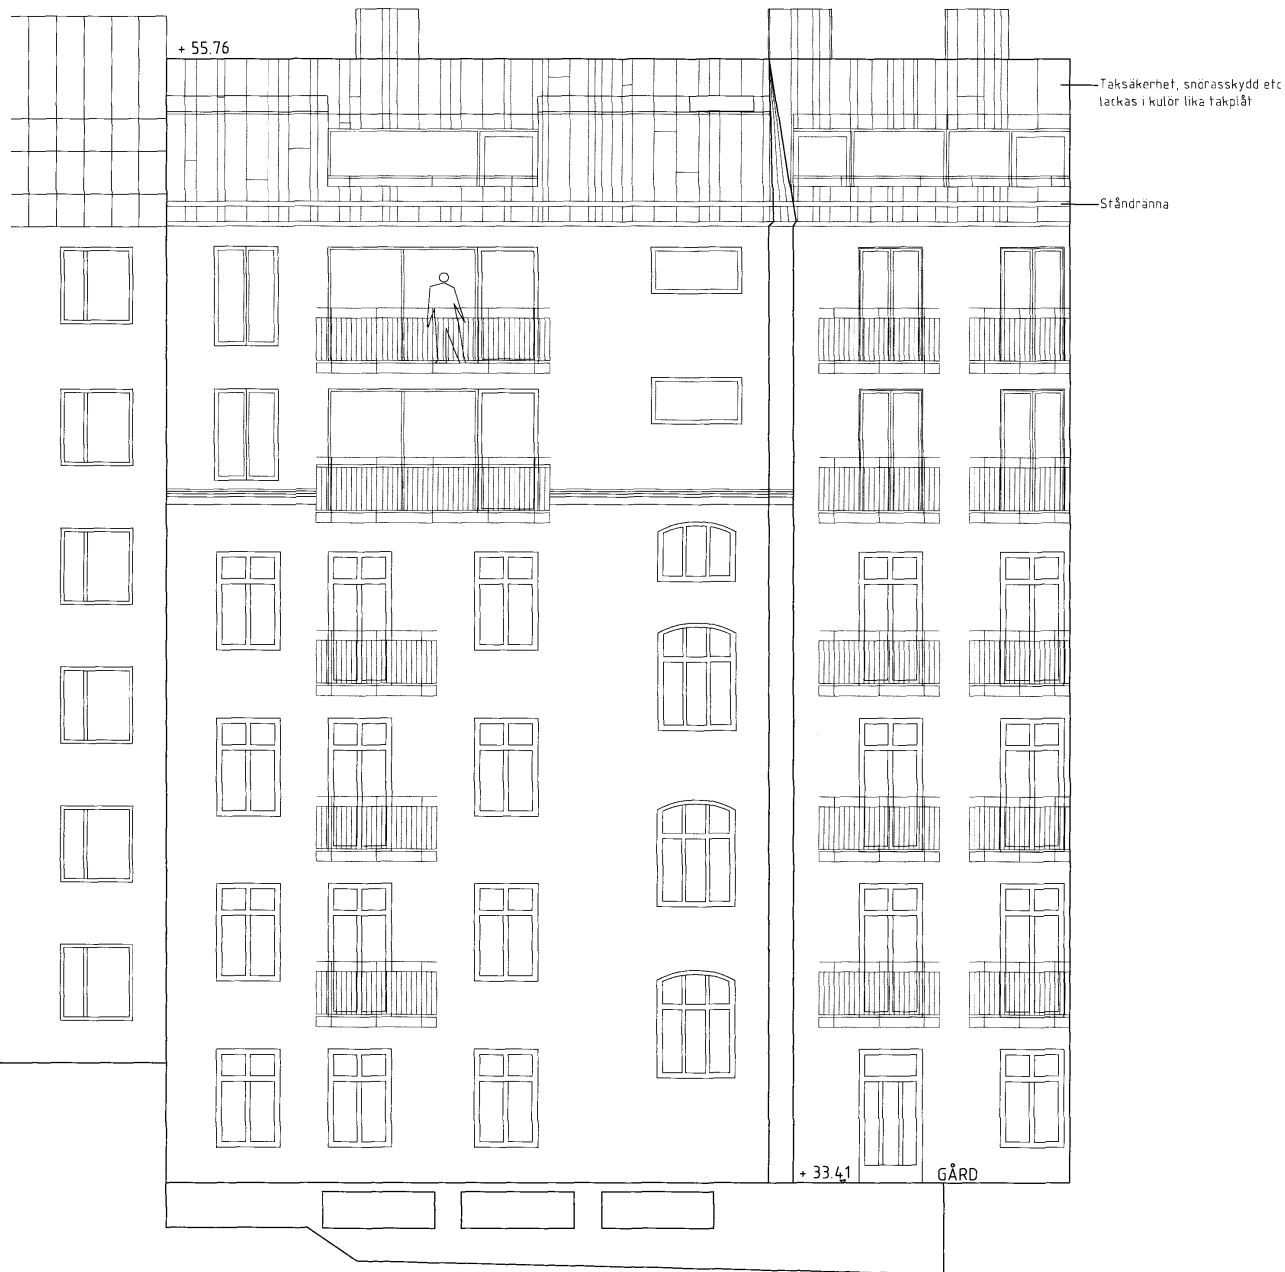 + 55.76
Taksäkerhet, snörasskydd etc
lackas i kulör lika takplåt
Ståndränna
+ 33.41
GÅRD